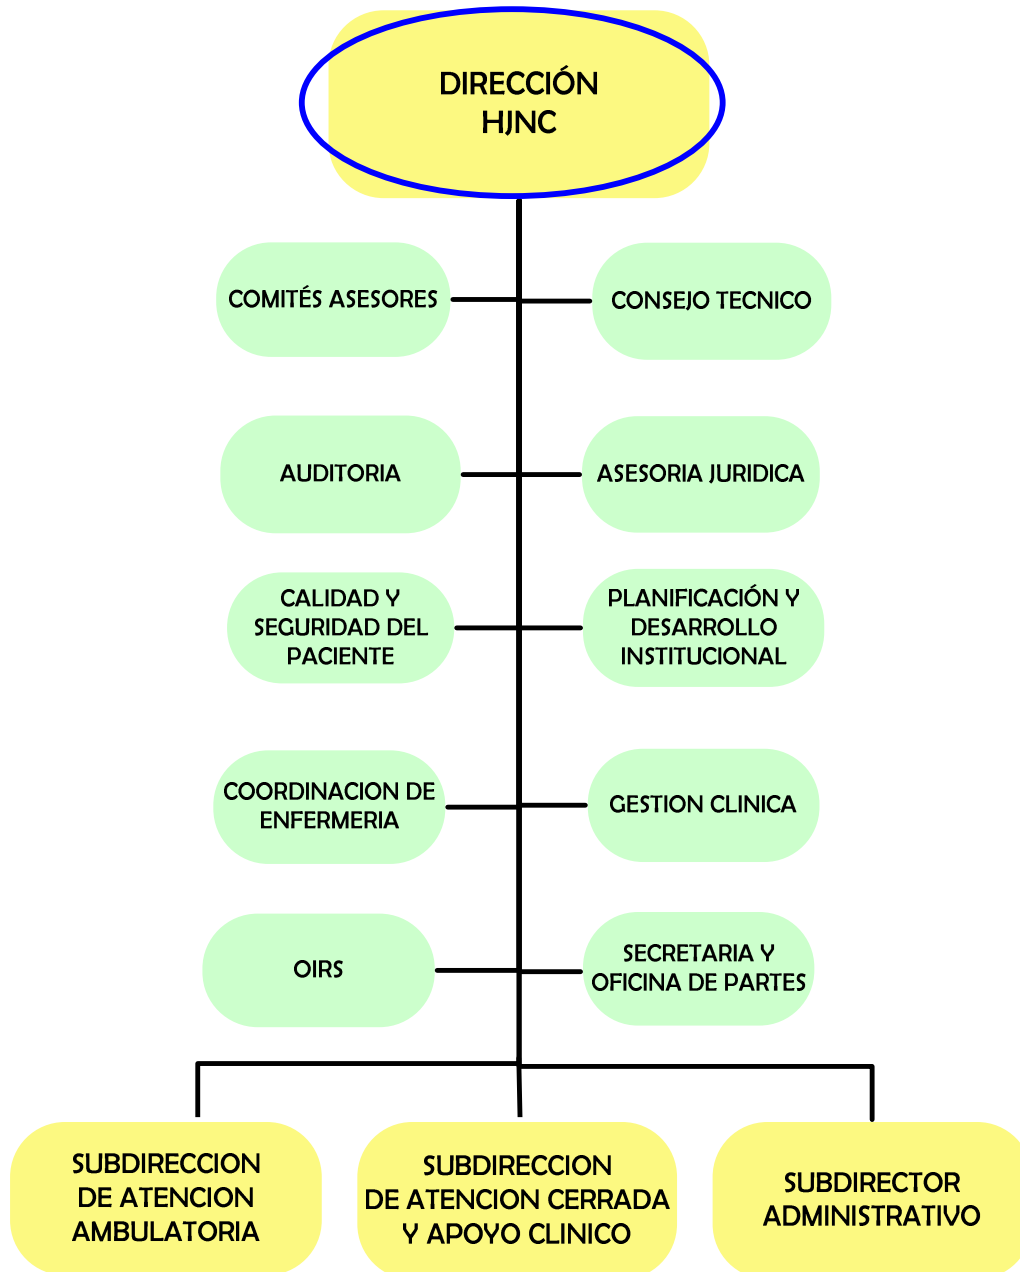 DIRECCIÓN
HJNC
COMITÉS ASESORES
CONSEJO TECNICO
AUDITORIA
ASESORIA JURIDICA
CALIDAD Y
SEGURIDAD DEL
PACIENTE
PLANIFICACIÓN Y
DESARROLLO
INSTITUCIONAL
COORDINACION DE
ENFERMERIA
GESTION CLINICA
OIRS
SECRETARIA Y
OFICINA DE PARTES
SUBDIRECCION
DE ATENCION
AMBULATORIA
SUBDIRECCION
DE ATENCION CERRADA
Y APOYO CLINICO
SUBDIRECTOR
ADMINISTRATIVO